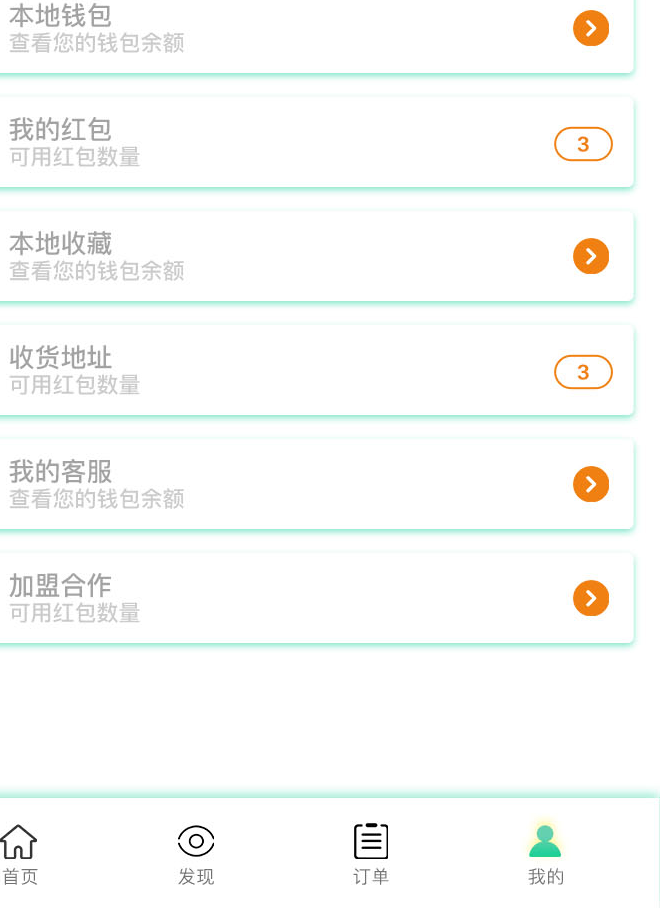 本地钱包
查看您的钱包余额
我的红包
可用红包数量
3
本地收藏
查看您的钱包余额
收货地址
可用红包数量
3
我的客服
查看您的钱包余额
加盟合作
可用红包数量
首页 发现 订单 我的